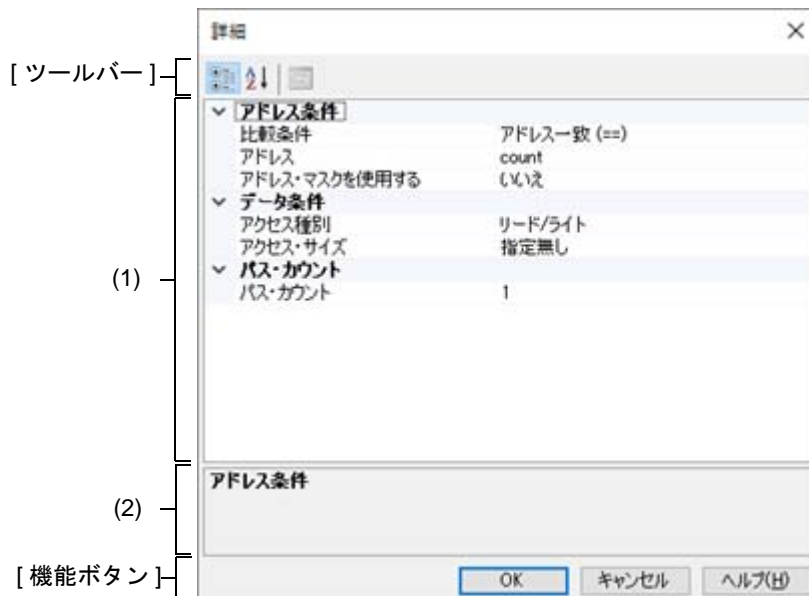 詳細
[ ツールバー ]
(1)
アドレス条件
比較条件 アドレス一致 (==)
アドレス count
アドレス・マスクを使用する いいえ
データ条件
アクセス種別 リード/ライト
アクセス・サイズ 指定無し
パス・カウント
パス・カウント 1
(2)
アドレス条件
[ 機能ボタン ]
OK キャンセル ヘルプ(H)